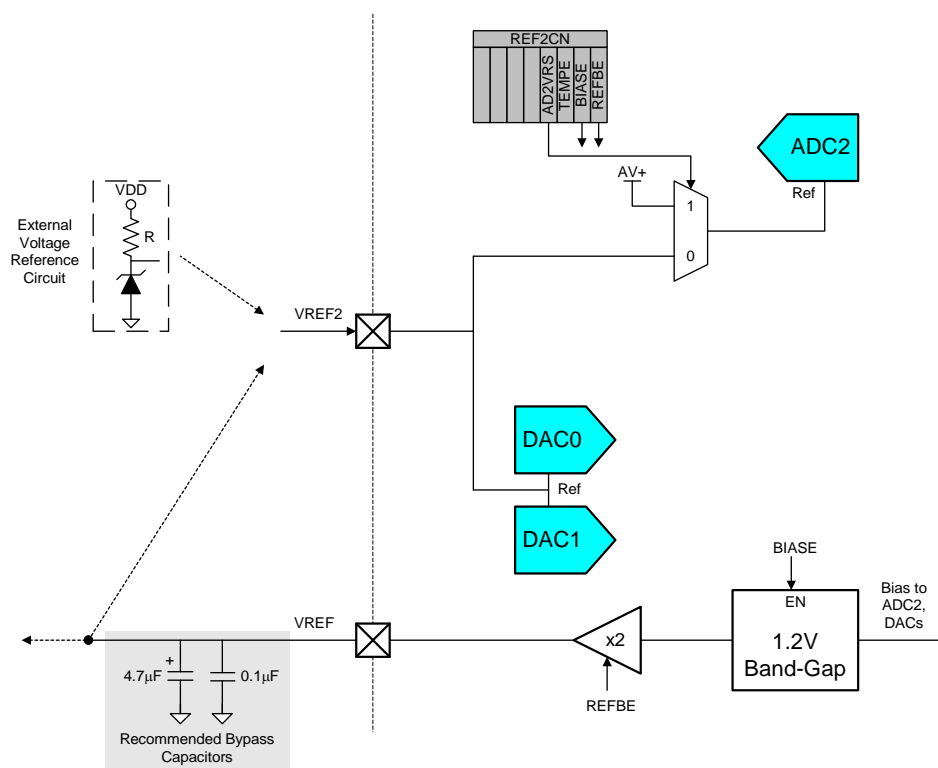 REF2CN
AD2VRS
TEMPE
BIASE
REFBE
ADC2
Ref
AV+
1
0
VDD
R
External
Voltage
Reference
Circuit
VREF2
DAC0
Ref
DAC1
BIASE
EN
1.2V
Band-Gap
Bias to
ADC2,
DACs
VREF
x2
REFBE
+
4.7µF
0.1µF
Recommended Bypass
Capacitors